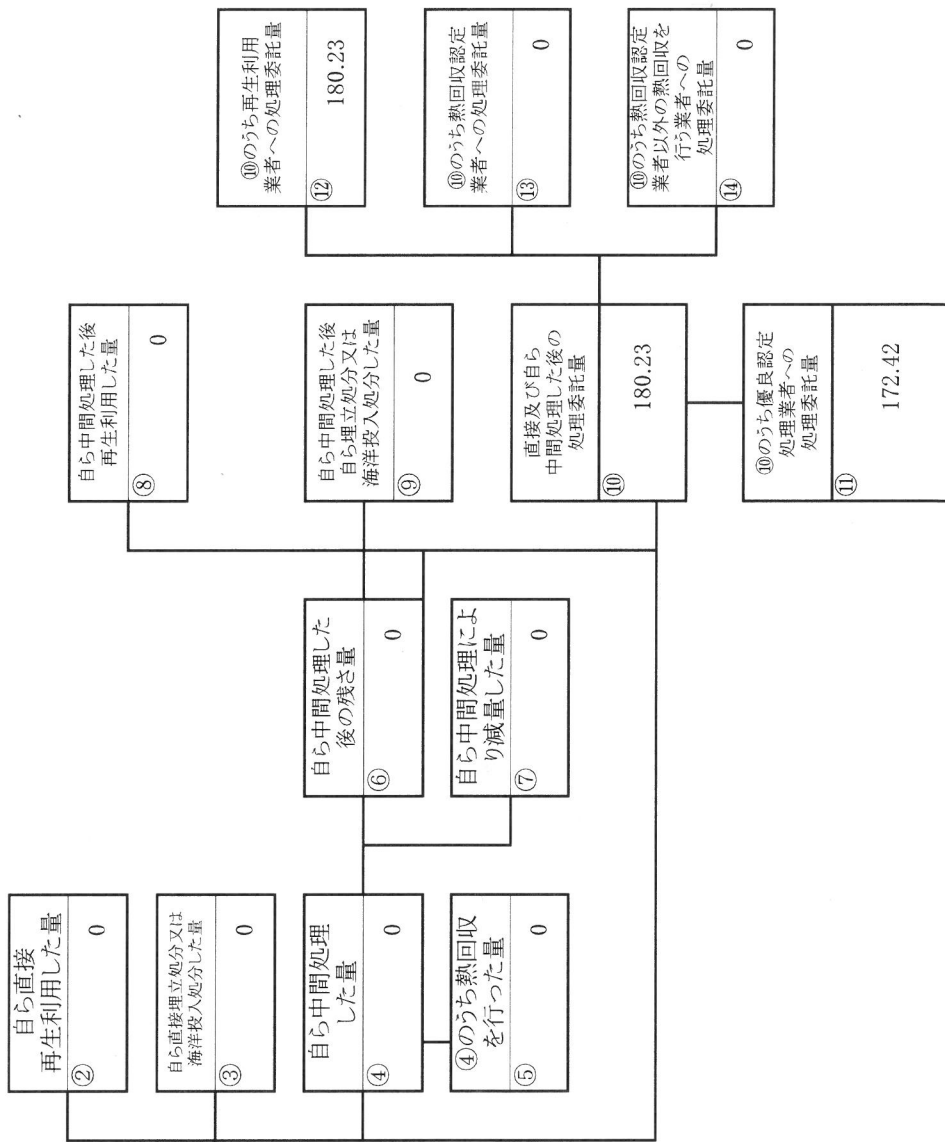 自ら直接
再生利用した量
②
0
自ら直接埋立処分又は
海洋投入処分した量
③
0
自ら中間処理
した量
④
0
④のうち熱回収
を行った量
⑤
0
自ら中間処理した
後の残さ量
⑥
0
自ら中間処理によ
り減量した量
⑦
0
自ら中間処理した後
再生利用した量
⑧
0
自ら中間処理した後
自ら埋立処分又は
海洋投入処分した量
⑨
0
直接及び自ら
中間処理した後の
処理委託量
⑩
180.23
⑩のうち優良認定
処理業者への
処理委託量
⑪
172.42
⑩のうち再生利用
業者への処理委託量
⑫
180.23
⑩のうち熱回収認定
業者への処理委託量
⑬
0
⑩のうち熱回収認定
業者以外の熱回収を
行う業者への
処理委託量
⑭
0